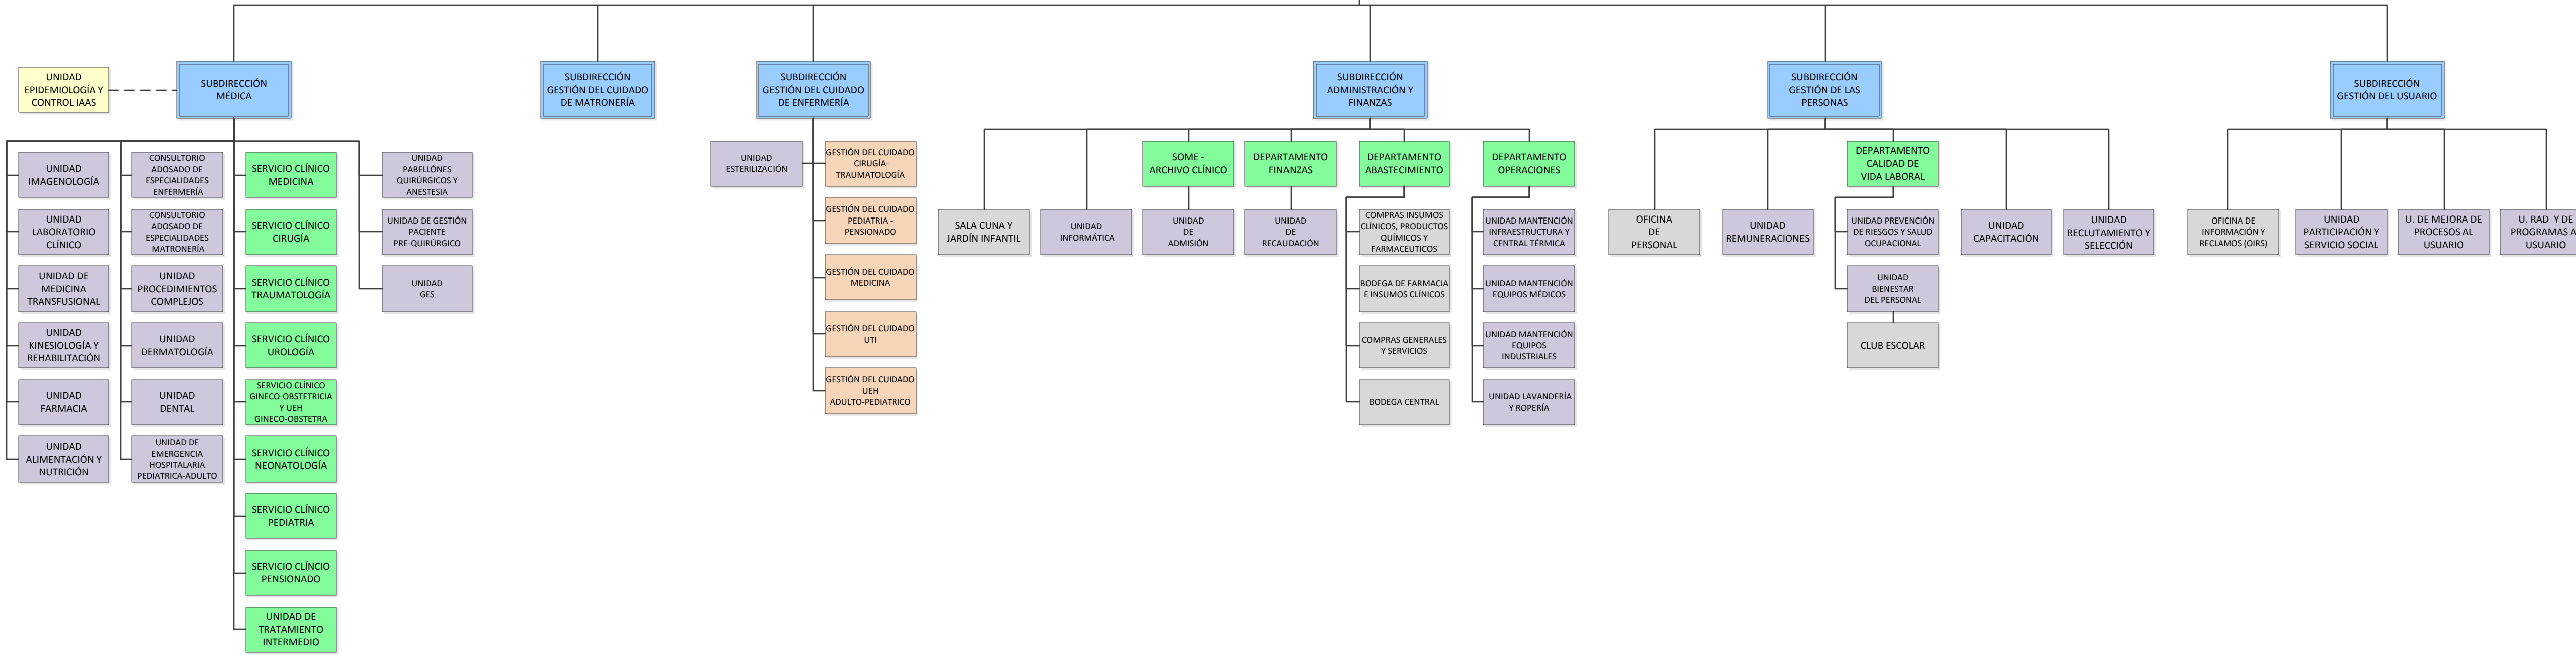 UNIDAD
EPIDEMIOLOGÍA Y
CONTROL IAAS
SUBDIRECCIÓN
MÉDICA
SUBDIRECCIÓN
GESTIÓN DEL CUIDADO
DE MATRONERÍA
SUBDIRECCIÓN
GESTIÓN DEL CUIDADO
DE ENFERMERÍA
SUBDIRECCIÓN
ADMINISTRACIÓN Y
FINANZAS
SUBDIRECCIÓN
GESTIÓN DE LAS
PERSONAS
SUBDIRECCIÓN
GESTIÓN DEL USUARIO
UNIDAD
IMAGENOLOGÍA
UNIDAD
LABORATORIO
CLÍNICO
UNIDAD DE
MEDICINA
TRANSFUSIONAL
UNIDAD
KINESIOLOGÍA Y
REHABILITACIÓN
UNIDAD
FARMACIA
UNIDAD
ALIMENTACIÓN Y
NUTRICIÓN
CONSULTORIO
ADOSADO DE
ESPECIALIDADES
ENFERMERÍA
CONSULTORIO
ADOSADO DE
ESPECIALIDADES
MATRONERÍA
UNIDAD
PROCEDIMIENTOS
COMPLEJOS
UNIDAD
DERMATOLOGÍA
UNIDAD
DENTAL
UNIDAD DE
EMERGENCIA
HOSPITALARIA
PEDIATRICA-ADULTO
SERVICIO CLÍNICO
MEDICINA
SERVICIO CLÍNICO
CIRUGÍA
SERVICIO CLÍNICO
TRAUMATOLOGÍA
SERVICIO CLÍNICO
UROLOGÍA
SERVICIO CLÍNICO
GINECO-OBSTETRICIA
Y UEH
GINECO-OBSTETRA
SERVICIO CLÍNICO
NEONATOLOGÍA
SERVICIO CLÍNICO
PEDIATRIA
SERVICIO CLÍNCIO
PENSIONADO
UNIDAD DE
TRATAMIENTO
INTERMEDIO
UNIDAD
PABELLÓNES
QUIRÚRGICOS Y
ANESTESIA
UNIDAD DE GESTIÓN
PACIENTE
PRE-QUIRÚRGICO
UNIDAD
GES
UNIDAD
ESTERILIZACIÓN
GESTIÓN DEL CUIDADO
CIRUGÍA-
TRAUMATOLOGÍA
GESTIÓN DEL CUIDADO
PEDIATRIA -
PENSIONADO
GESTIÓN DEL CUIDADO
MEDICINA
GESTIÓN DEL CUIDADO
UTI
GESTIÓN DEL CUIDADO
UEH
ADULTO-PEDIATRICO
SALA CUNA Y
JARDÍN INFANTIL
UNIDAD
INFORMÁTICA
SOME -
ARCHIVO CLÍNICO
UNIDAD
DE
ADMISIÓN
DEPARTAMENTO
FINANZAS
UNIDAD
DE
RECAUDACIÓN
DEPARTAMENTO
ABASTECIMIENTO
COMPRAS INSUMOS
CLÍNICOS, PRODUCTOS
QUÍMICOS Y
FARMACEUTICOS
BODEGA DE FARMACIA
E INSUMOS CLÍNICOS
COMPRAS GENERALES
Y SERVICIOS
BODEGA CENTRAL
DEPARTAMENTO
OPERACIONES
UNIDAD MANTENCIÓN
INFRAESTRUCTURA Y
CENTRAL TÉRMICA
UNIDAD MANTENCIÓN
EQUIPOS MÉDICOS
UNIDAD MANTENCIÓN
EQUIPOS
INDUSTRIALES
UNIDAD LAVANDERÍA
Y ROPERÍA
OFICINA
DE
PERSONAL
UNIDAD
REMUNERACIONES
DEPARTAMENTO
CALIDAD DE
VIDA LABORAL
UNIDAD PREVENCIÓN
DE RIESGOS Y SALUD
OCUPACIONAL
UNIDAD
BIENESTAR
DEL PERSONAL
CLUB ESCOLAR
UNIDAD
CAPACITACIÓN
UNIDAD
RECLUTAMIENTO Y
SELECCIÓN
OFICINA DE
INFORMACIÓN Y
RECLAMOS (OIRS)
UNIDAD
PARTICIPACIÓN Y
SERVICIO SOCIAL
U. DE MEJORA DE
PROCESOS AL
USUARIO
U. RAD Y DE
PROGRAMAS
USUARIO